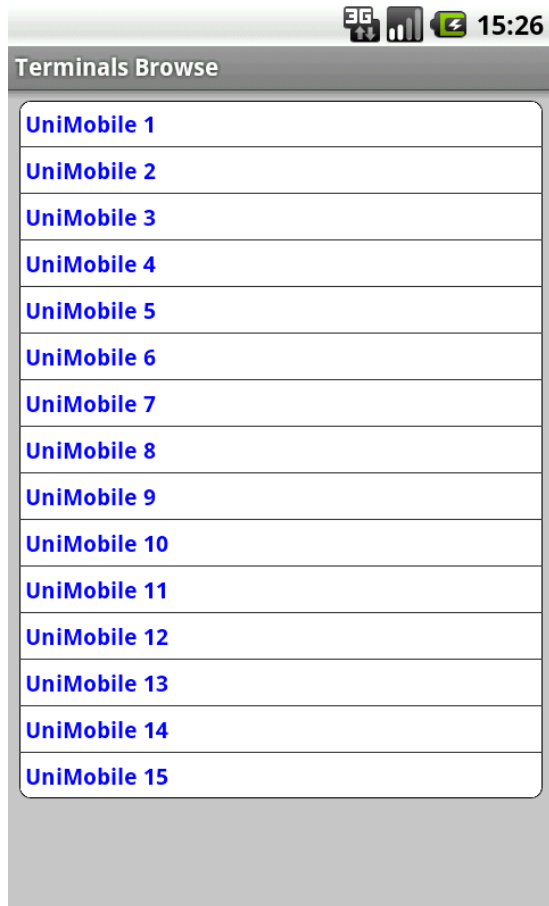 3G 15:26
Terminals Browse
UniMobile 1
UniMobile 2
UniMobile 3
UniMobile 4
UniMobile 5
UniMobile 6
UniMobile 7
UniMobile 8
UniMobile 9
UniMobile 10
UniMobile 11
UniMobile 12
UniMobile 13
UniMobile 14
UniMobile 15